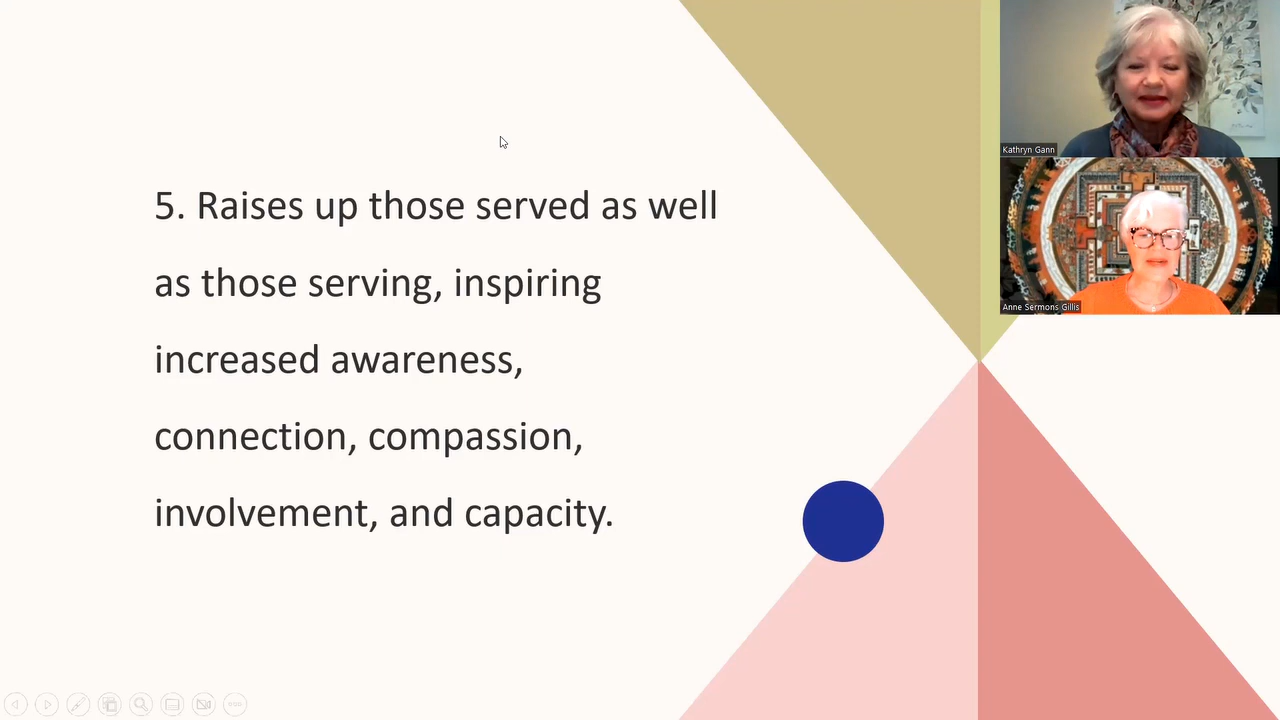 5. Raises up those served as well
as those serving, inspiring
increased awareness,
connection, compassion,
involvement, and capacity.
Kathryn Gann
Anne Sermons Gillis